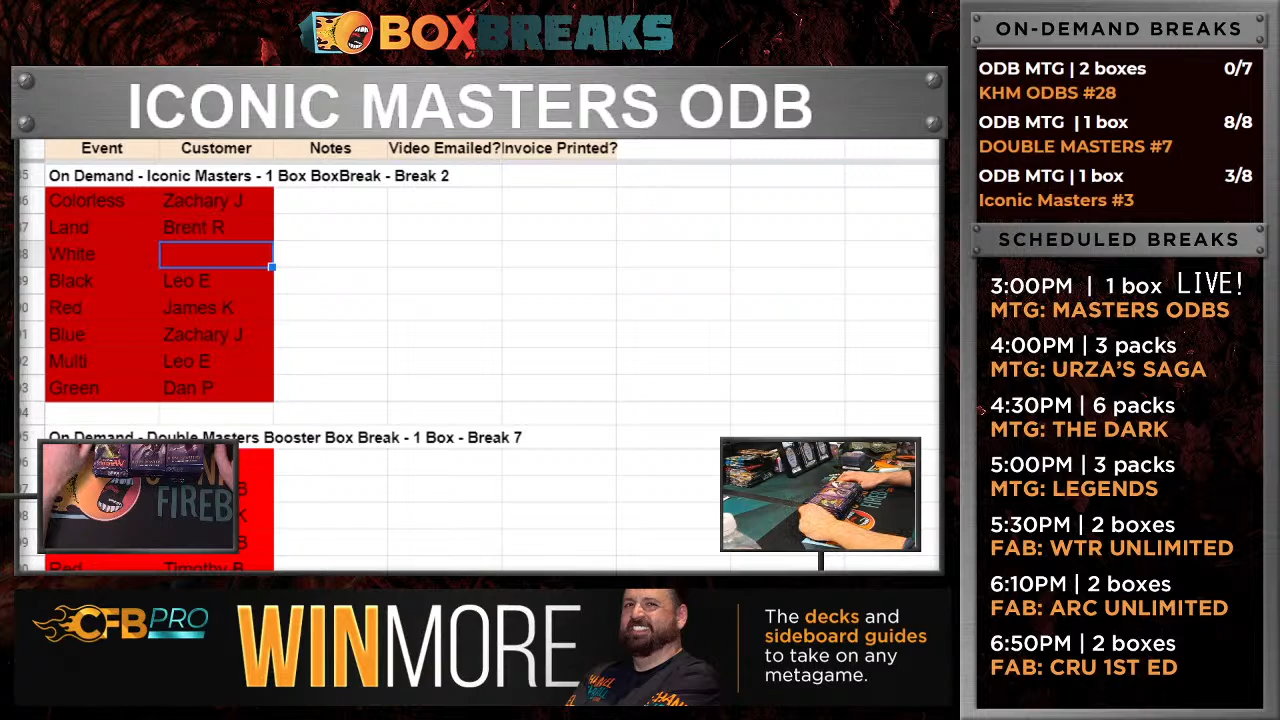 BOXBREAKS
ICONIC MASTERS ODB
Event Customer Notes Video Emailed? Invoice Printed?
On Demand - Iconic Masters - 1 Box BoxBreak - Break 2
Colorless Zachary J
Land Brent R
White
Black Leo E
Red James K
Blue Zachary J
Multi Leo E
Green Dan P
On Demand - Double Masters Booster Box Break - 1 Box - Break 7
Red Timothy B
FIREB
CFB PRO
WINMORE
The decks and
sideboard guides
to take on any
metagame.
ON-DEMAND BREAKS
ODB MTG | 2 boxes 0/7
KHM ODBS #28
ODB MTG | 1 box 8/8
DOUBLE MASTERS #7
ODB MTG | 1 box 3/8
Iconic Masters #3
SCHEDULED BREAKS
3:00PM | 1 box LIVE!
MTG: MASTERS ODBS
4:00PM | 3 packs
MTG: URZA'S SAGA
4:30PM | 6 packs
MTG: THE DARK
5:00PM | 3 packs
MTG: LEGENDS
5:30PM | 2 boxes
FAB: WTR UNLIMITED
6:10PM | 2 boxes
FAB: ARC UNLIMITED
6:50PM | 2 boxes
FAB: CRU 1ST ED